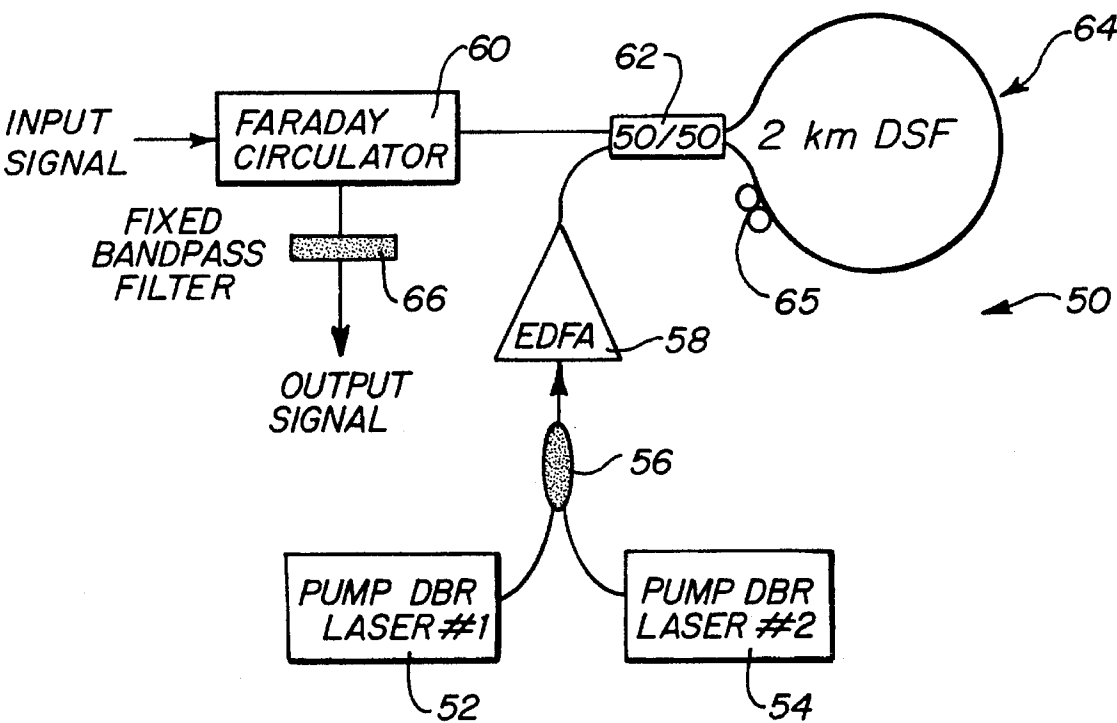 60
62
64
INPUT
SIGNAL
FARADAY
CIRCULATOR
50/50
2 km DSF
FIXED
BANDPASS
FILTER
66
65
50
EDFA
58
OUTPUT
SIGNAL
56
PUMP DBR
LASER #1
PUMP DBR
LASER #2
52
54